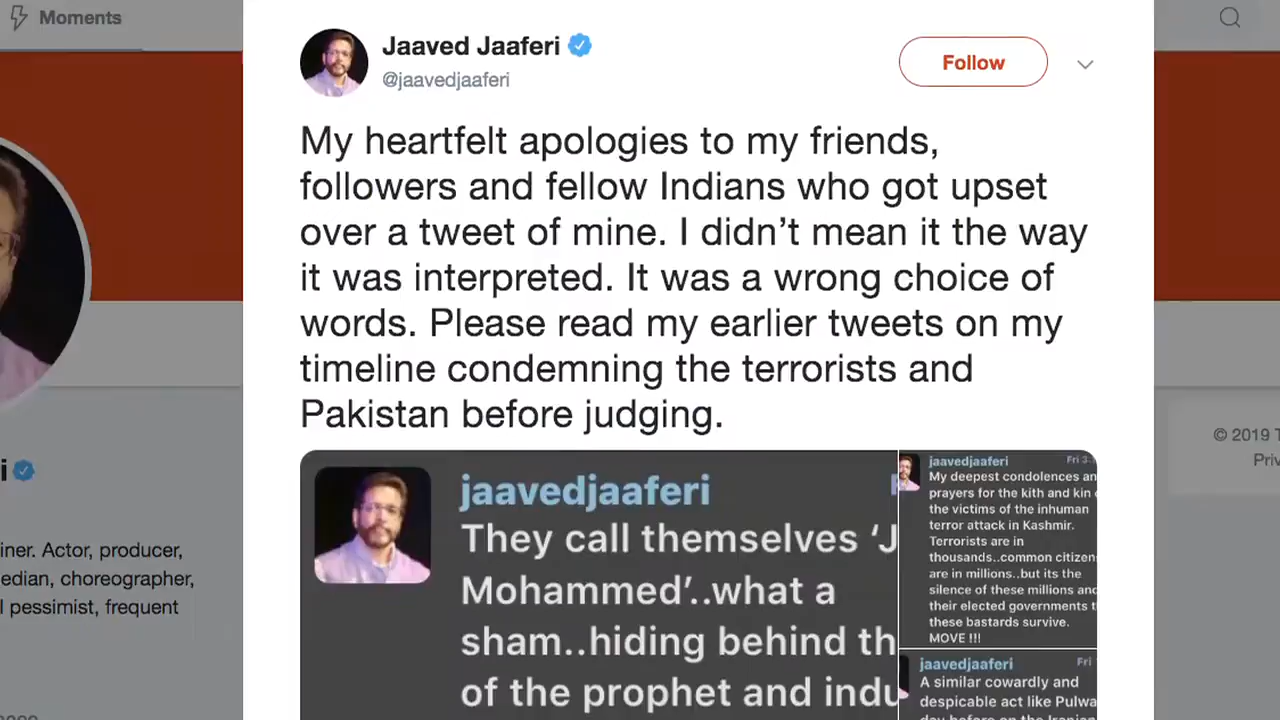 Moments
Jaaved Jaaferi
@jaavedjaaferi
Follow
My heartfelt apologies to my friends,
followers and fellow Indians who got upset
over a tweet of mine. I didn't mean it the way
it was interpreted. It was a wrong choice of
words. Please read my earlier tweets on my
timeline condemning the terrorists and
Pakistan before judging.
jaavedjaaferi
They call themselves ‘J
Mohammed’..what a
sham..hiding behind th
of the prophet and indu
jaavedjaaferi Fri 3
My deepest condolences an
prayers for the kith and kin
the victims of the inhuman
terror attack in Kashmir.
Terrorists are in
thousands..common citizen
are in millions..but its the
silence of these millions and
their elected governments t
these bastards survive.
MOVE !!!
jaavedjaaferi Fri
A similar cowardly and
despicable act like Pulwa
day before on the Iranian
i
iner. Actor, producer,
edian, choreographer,
l pessimist, frequent
© 2019 T
Priv